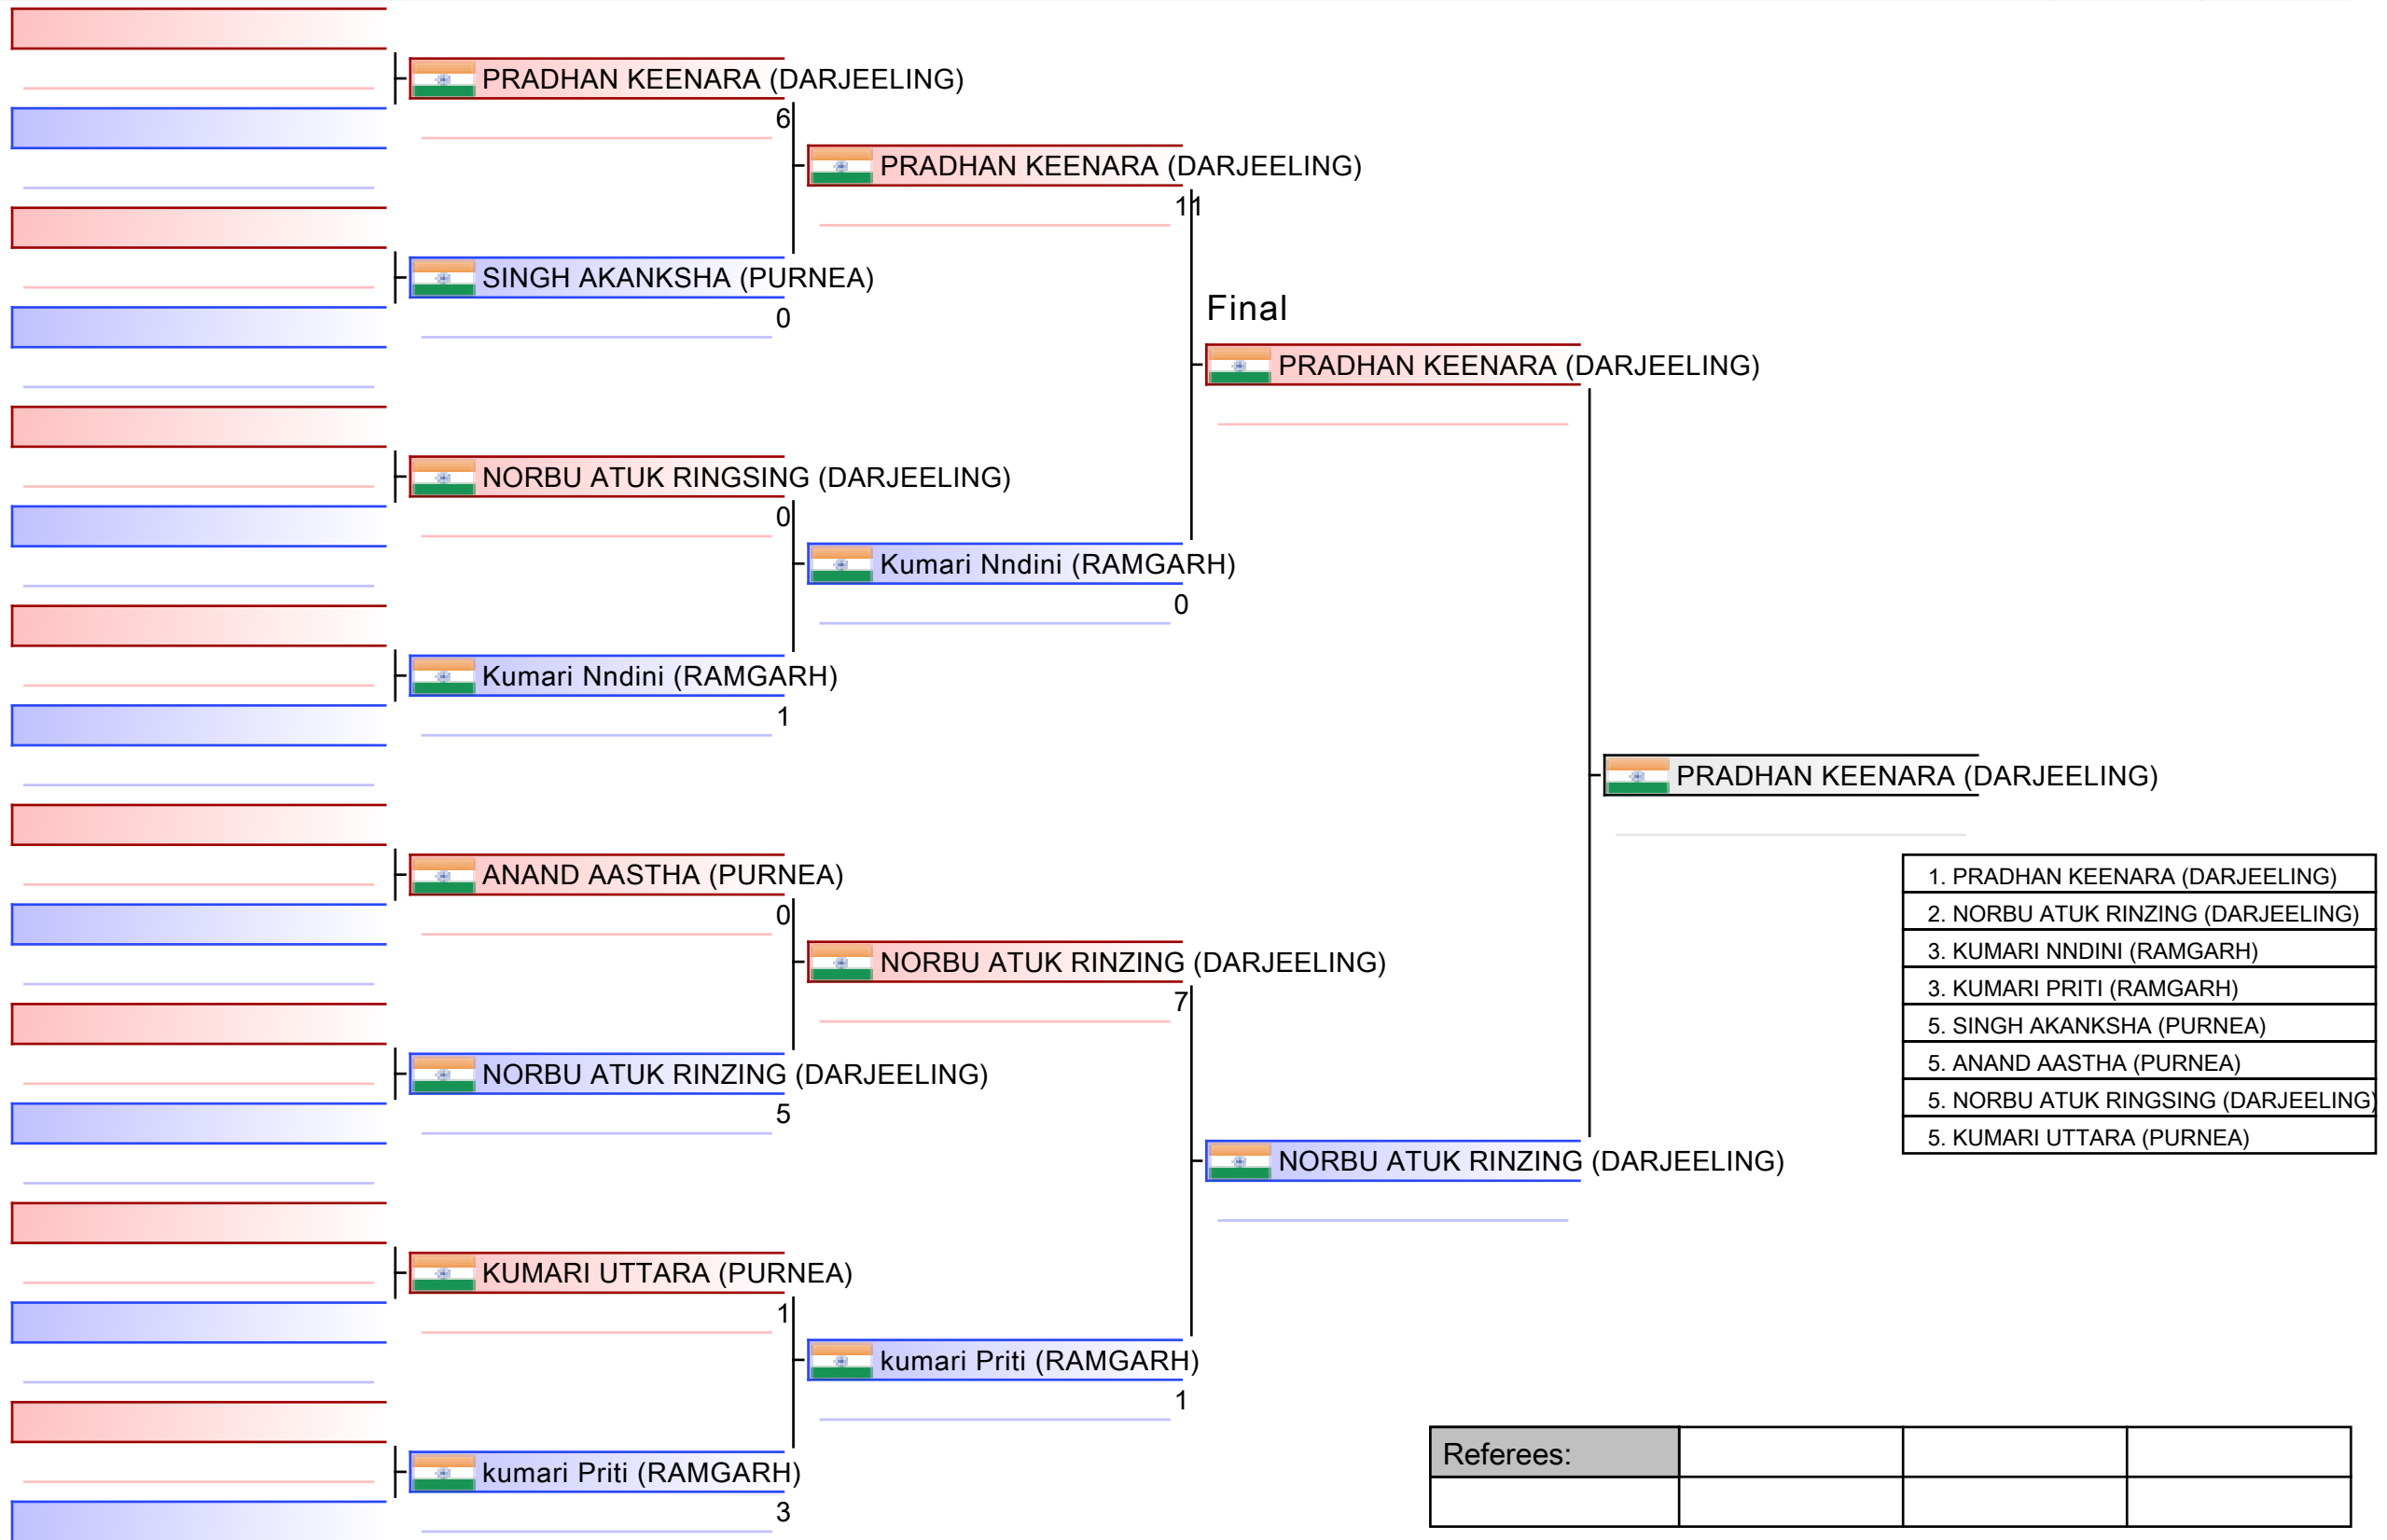 PRADHAN KEENARA (DARJEELING)
6
SINGH AKANKSHA (PURNEA)
0
NORBU ATUK RINGSING (DARJEELING)
0
Kumari Nndini (RAMGARH)
1
ANAND AASTHA (PURNEA)
0
NORBU ATUK RINZING (DARJEELING)
5
KUMARI UTTARA (PURNEA)
1
kumari Priti (RAMGARH)
3
PRADHAN KEENARA (DARJEELING)
11
Kumari Nndini (RAMGARH)
0
NORBU ATUK RINZING (DARJEELING)
7
kumari Priti (RAMGARH)
1
Final
PRADHAN KEENARA (DARJEELING)
NORBU ATUK RINZING (DARJEELING)
PRADHAN KEENARA (DARJEELING)
1. PRADHAN KEENARA (DARJEELING)
2. NORBU ATUK RINZING (DARJEELING)
3. KUMARI NNDINI (RAMGARH)
3. KUMARI PRITI (RAMGARH)
5. SINGH AKANKSHA (PURNEA)
5. ANAND AASTHA (PURNEA)
5. NORBU ATUK RINGSING (DARJEELING)
5. KUMARI UTTARA (PURNEA)
Referees: